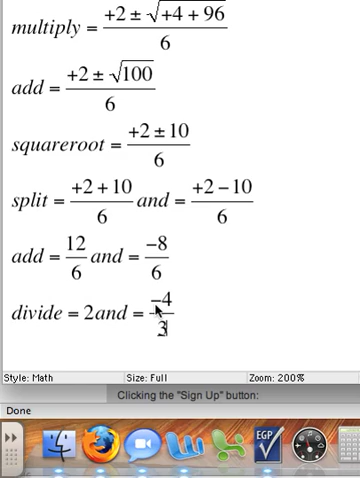 multiply = +2 ± √+4 + 96 / 6
add = +2 ± √100 / 6
squareroot = +2 ± 10 / 6
split = +2 + 10 / 6 and = +2 − 10 / 6
add = 12 / 6 and = −8 / 6
divide = 2and = −4 / 3
Style: Math Size: Full Zoom: 200%
Clicking the "Sign Up" button:
Done
EGP